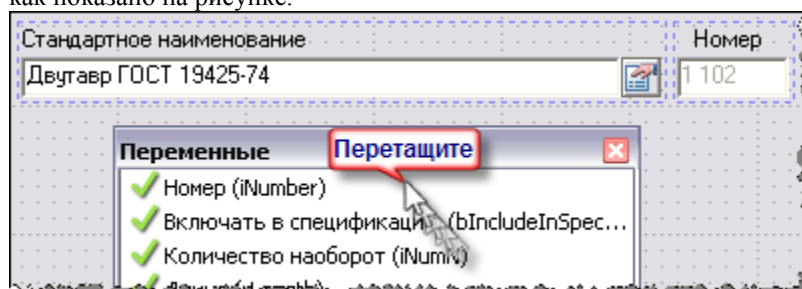 как показано на рисунке.
Стандартное наименование Номер
Двутавр ГОСТ 19425-74 1 102
Переменные Перетащите
Номер (iNumber)
Включать в спецификаци (bIncludeInSpec...
Количество наоборот (iNumN)